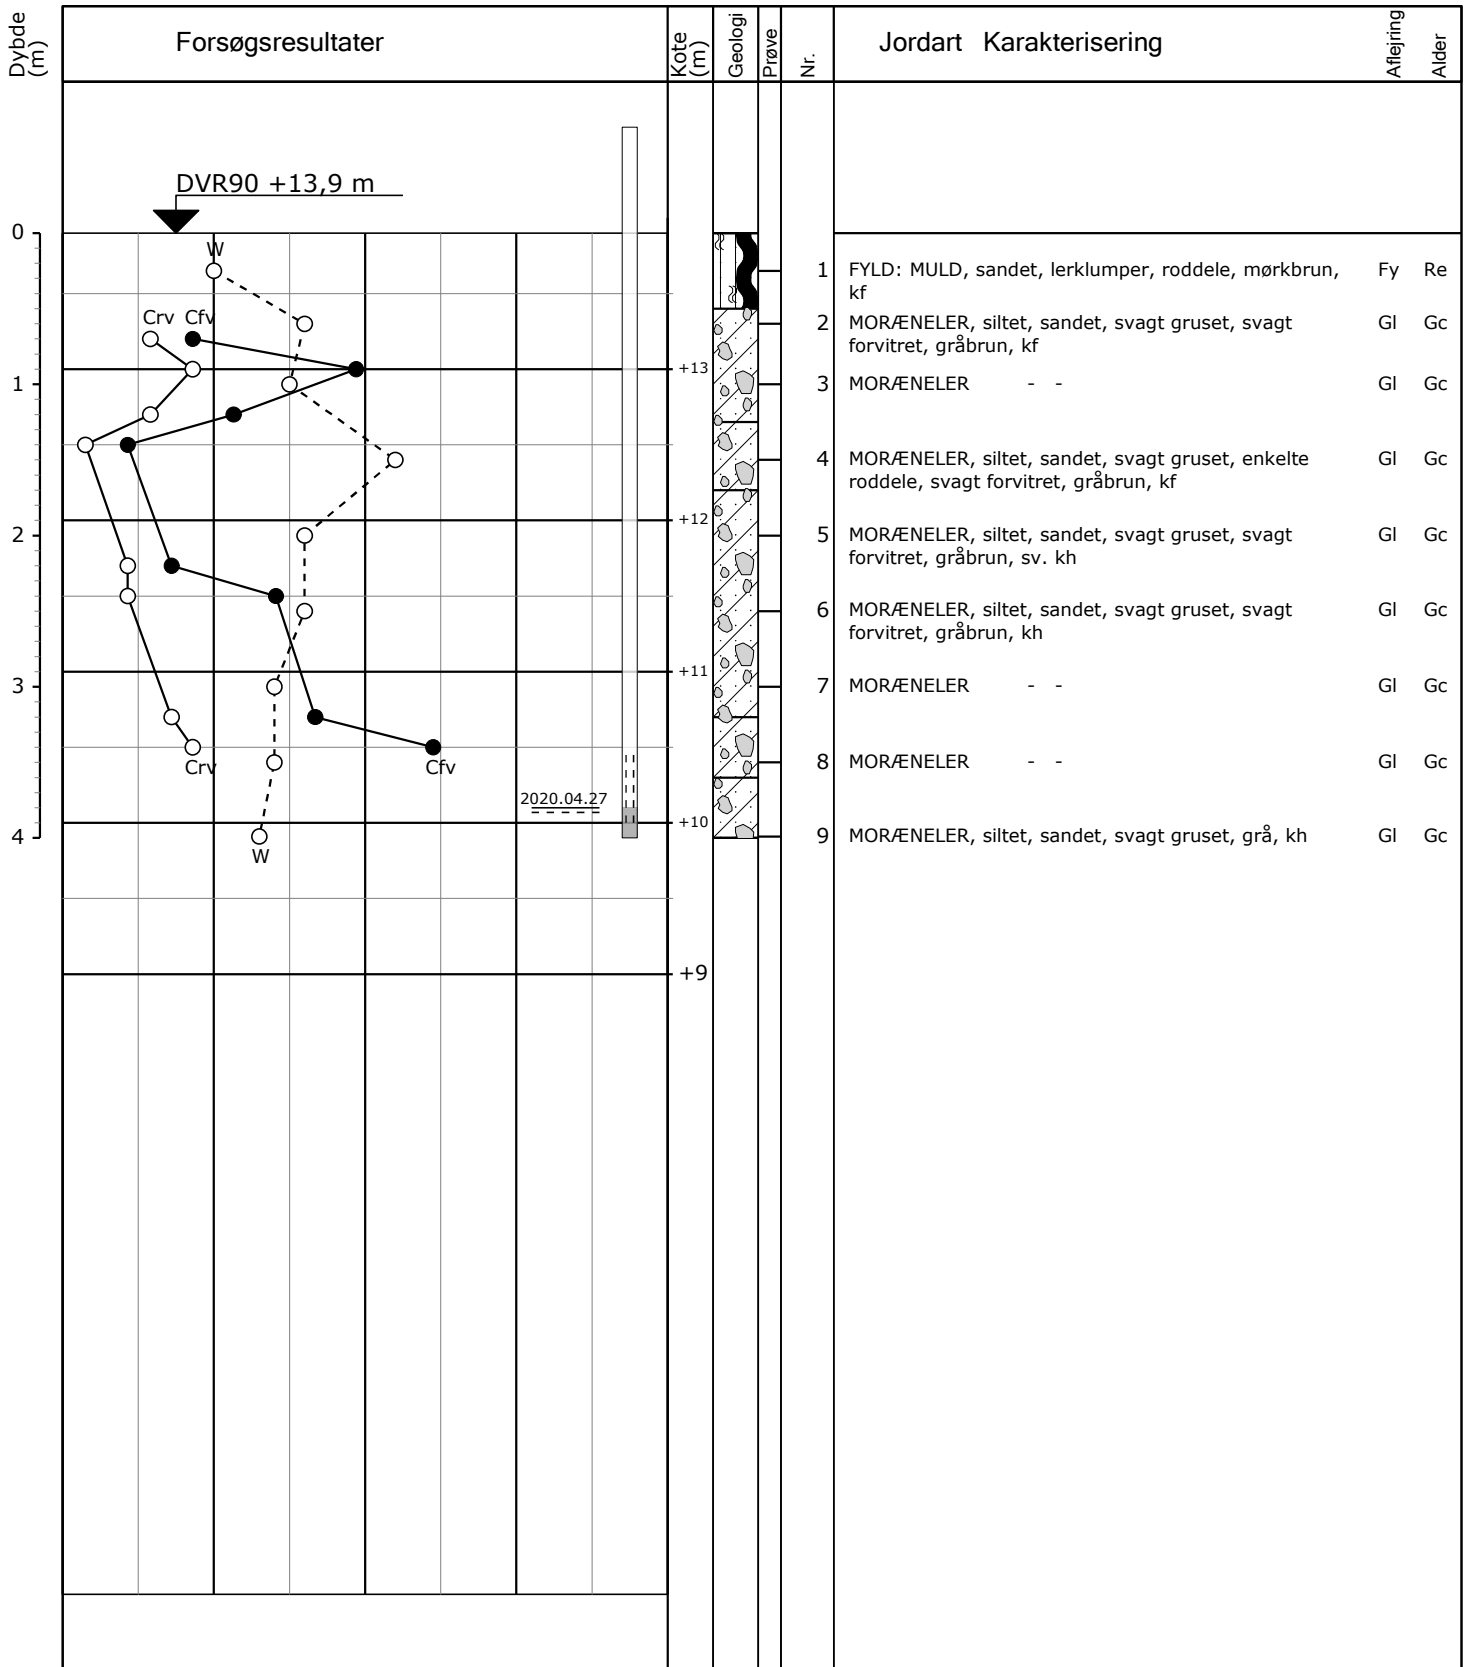 Dybde
(m)
Forsøgsresultater
Kote
(m)
Geologi
Prøve
Nr.
Jordart Karakterisering
Aflejring
Alder
DVR90 +13,9 m
0
W
1 FYLD: MULD, sandet, lerklumper, roddele, mørkbrun, Fy Re
kf
Crv Cfv
2 MORÆNELER, siltet, sandet, svagt gruset, svagt Gl Gc
forvitret, gråbrun, kf
+13
1
3 MORÆNELER - - Gl Gc
4 MORÆNELER, siltet, sandet, svagt gruset, enkelte Gl Gc
roddele, svagt forvitret, gråbrun, kf
+12
2
5 MORÆNELER, siltet, sandet, svagt gruset, svagt Gl Gc
forvitret, gråbrun, sv. kh
6 MORÆNELER, siltet, sandet, svagt gruset, svagt Gl Gc
forvitret, gråbrun, kh
+11
3
7 MORÆNELER - - Gl Gc
Crv Cfv
8 MORÆNELER - - Gl Gc
2020.04.27
+10
4
9 MORÆNELER, siltet, sandet, svagt gruset, grå, kh Gl Gc
W
+9